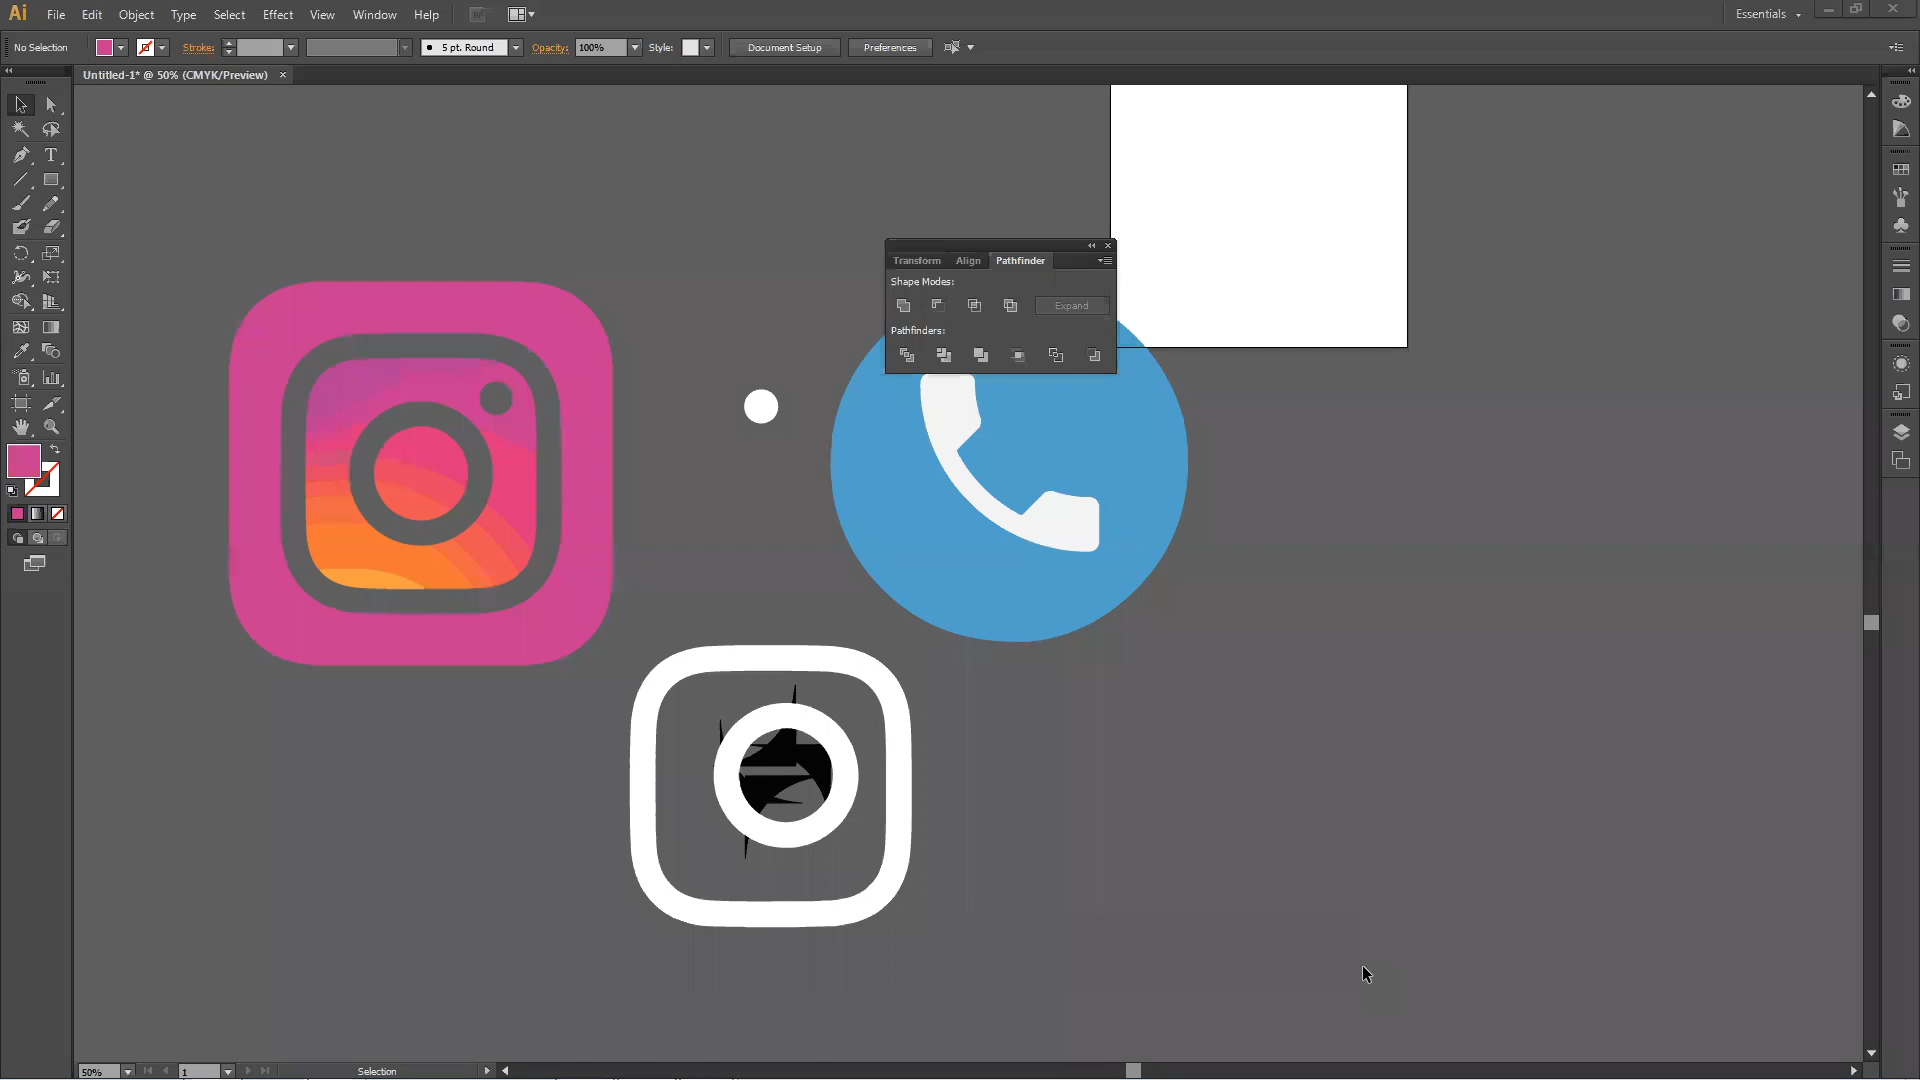 Ai File Edit Object Type Select Effect View Window Help Essentials
No Selection Stroke: 5 pt. Round Opacity: 100% Style: Document Setup Preferences
Untitled-1* @ 50% (CMYK/Preview)
Transform Align Pathfinder
Shape Modes:
Expand
Pathfinders:
50% 1 Selection